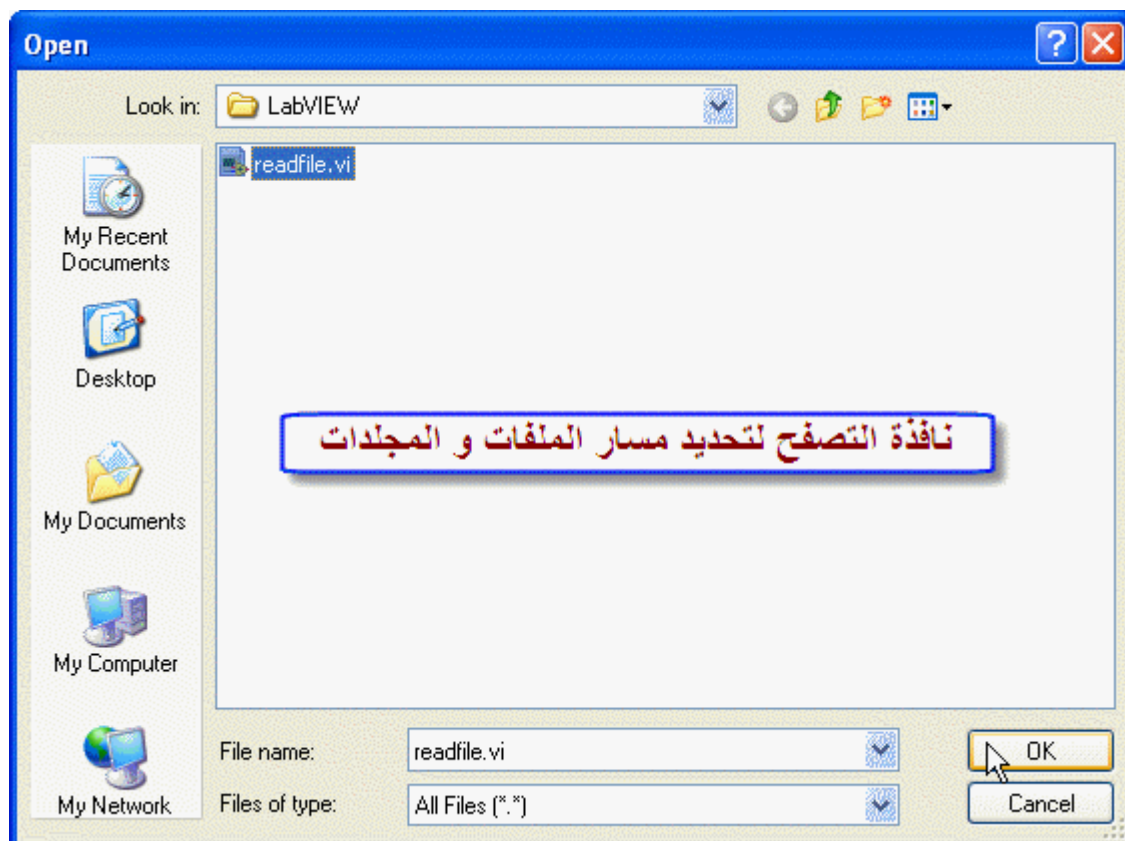 Open
Look in: LabVIEW
readfile.vi
My Recent
Documents
Desktop
نافذة التصفح لتحديد مسار الملفات و المجلدات
My Documents
My Computer
File name: readfile.vi OK
My Network Files of type: All Files (*.*) Cancel